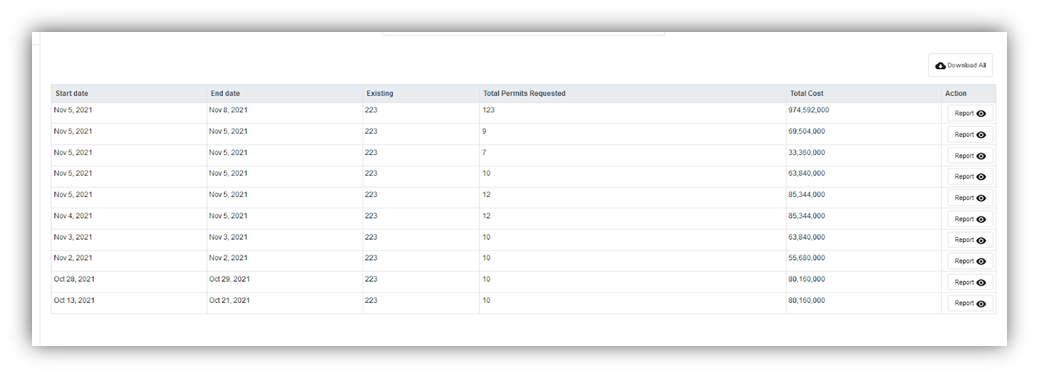 Download All
Start date End date Existing Total Permits Requested Total Cost Action
Nov 5, 2021 Nov 8, 2021 223 123 974,592,000 Report
Nov 5, 2021 Nov 5, 2021 223 9 69,504,000 Report
Nov 5, 2021 Nov 5, 2021 223 7 33,360,000 Report
Nov 5, 2021 Nov 5, 2021 223 10 63,840,000 Report
Nov 5, 2021 Nov 5, 2021 223 12 85,344,000 Report
Nov 4, 2021 Nov 5, 2021 223 12 85,344,000 Report
Nov 3, 2021 Nov 3, 2021 223 10 63,840,000 Report
Nov 2, 2021 Nov 2, 2021 223 10 55,680,000 Report
Oct 28, 2021 Oct 29, 2021 223 10 80,160,000 Report
Oct 13, 2021 Oct 21, 2021 223 10 80,160,000 Report